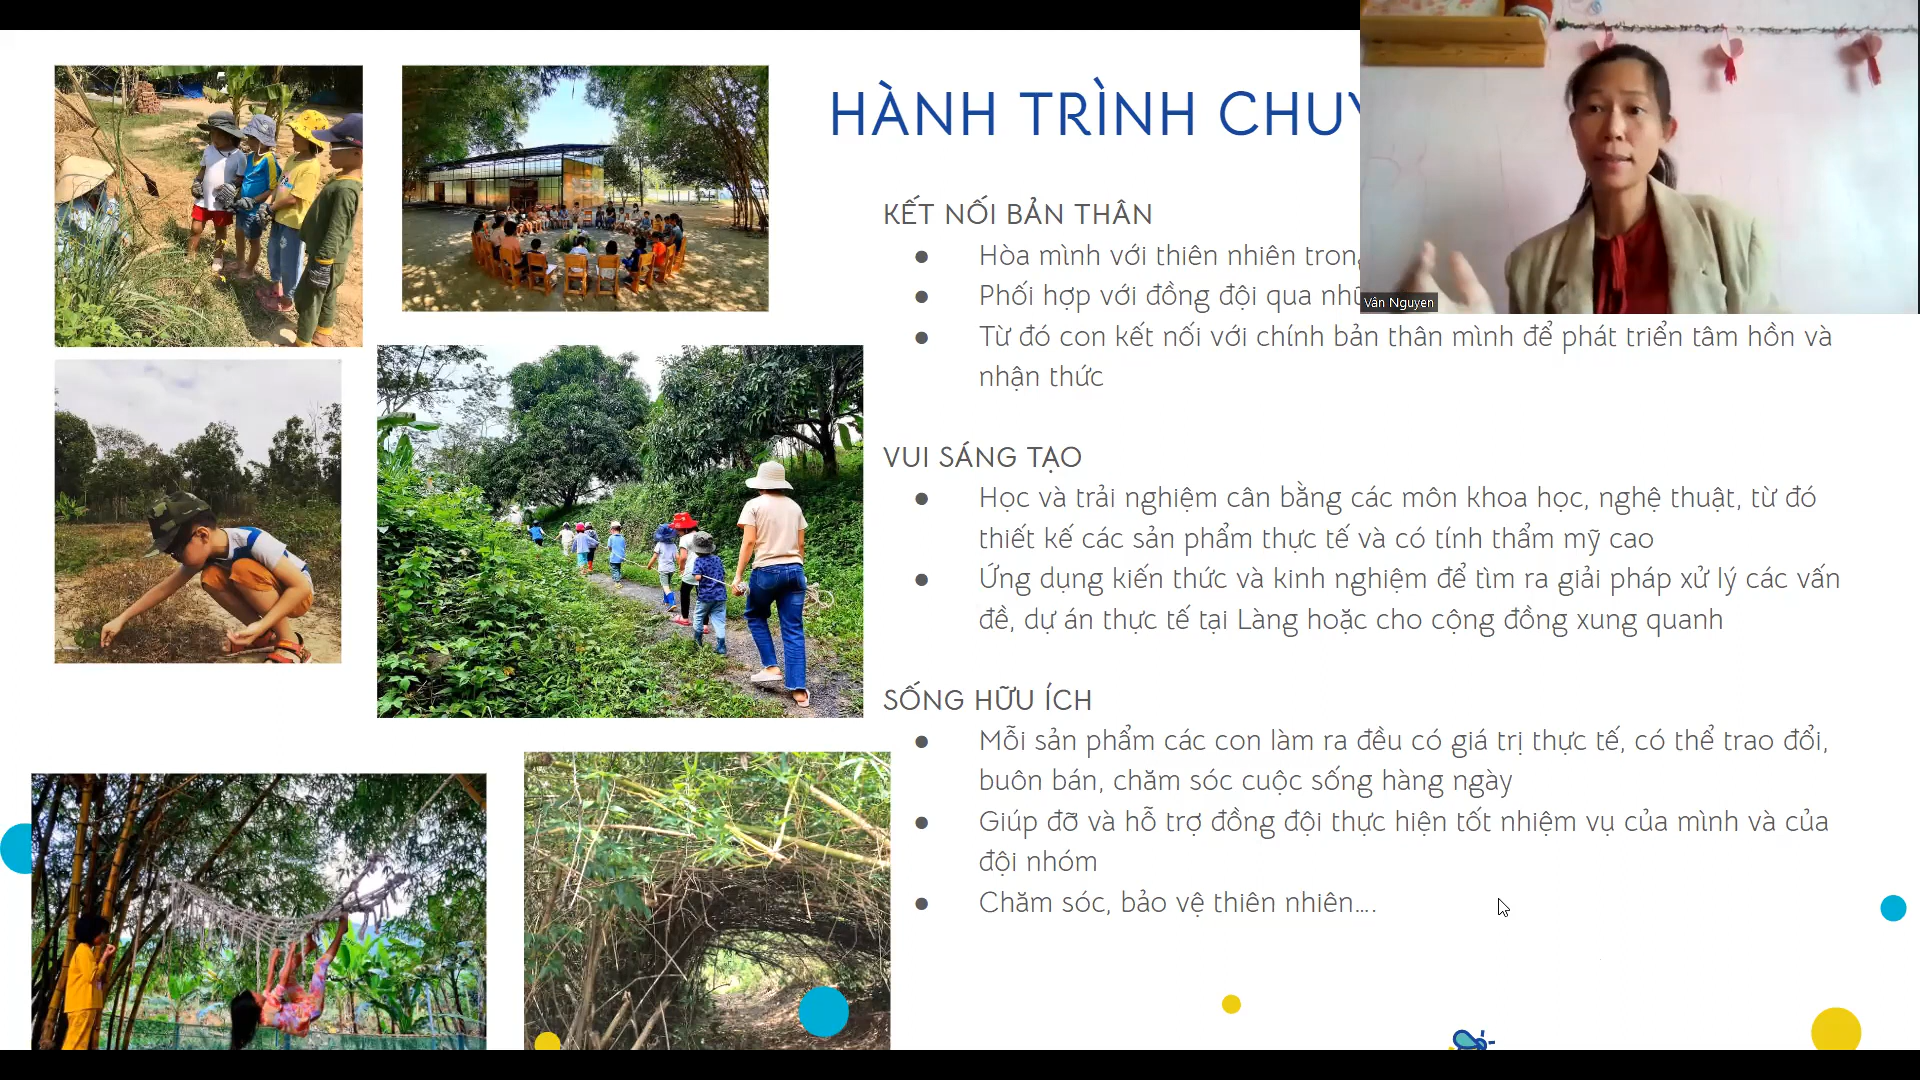 HÀNH TRÌNH
KẾT NỐI BẢN THÂN
● Hòa mình với thiên nhiên
● Phối hợp với đồng đội qua
● Từ đó con kết nối với chính bản thân mình để phát triển tâm hồn và
nhận thức
VUI SÁNG TẠO
● Học và trải nghiệm cân bằng các môn khoa học, nghệ thuật, từ đó
thiết kế các sản phẩm thực tế và có tính thẩm mỹ cao
● Ứng dụng kiến thức và kinh nghiệm để tìm ra giải pháp xử lý các vấn
đề, dự án thực tế tại Làng hoặc cho cộng đồng xung quanh
SỐNG HỮU ÍCH
● Mỗi sản phẩm các con làm ra đều có giá trị thực tế, có thể trao đổi,
buôn bán, chăm sóc cuộc sống hàng ngày
● Giúp đỡ và hỗ trợ đồng đội thực hiện tốt nhiệm vụ của mình và của
đội nhóm
● Chăm sóc, bảo vệ thiên nhiên....
Vân Nguyen